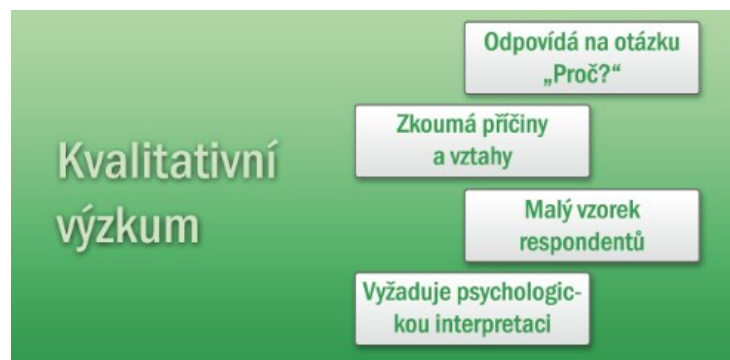 Kvalitativní
výzkum
Odpovídá na otázku
„Proč?“
Zkoumá příčiny
a vztahy
Malý vzorek
respondentů
Vyžaduje psychologic-
kou interpretaci